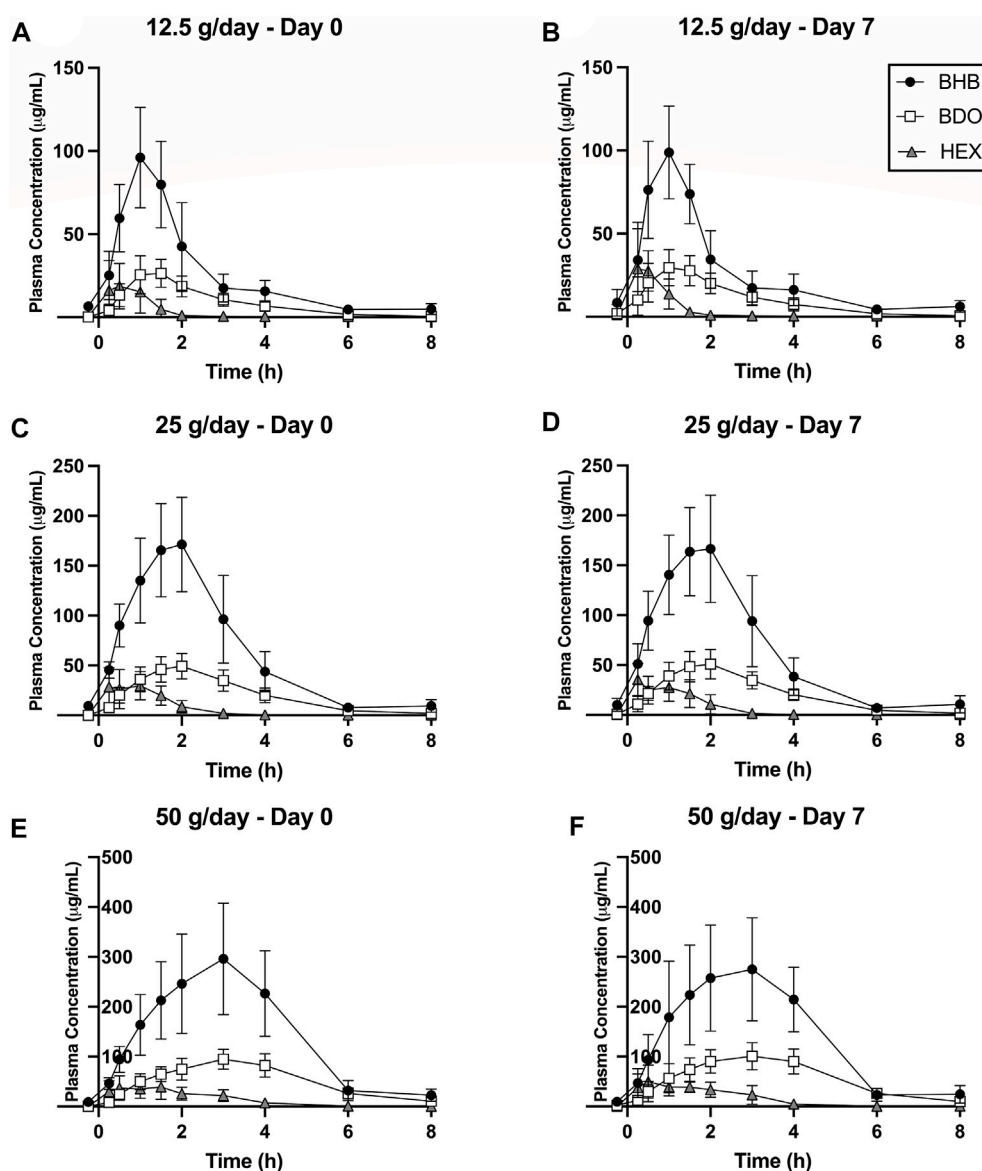 A 12.5 g/day - Day 0
Plasma Concentration (μg/mL)
150
100
50
0 2 4 6 8
Time (h)
B 12.5 g/day - Day 7
Plasma Concentration (μg/mL)
150
100
50
0 2 4 6 8
Time (h)
BHB
BDO
HEX
C 25 g/day - Day 0
Plasma Concentration (μg/mL)
250
200
150
100
50
0 2 4 6 8
Time (h)
D 25 g/day - Day 7
Plasma Concentration (μg/mL)
250
200
150
100
50
0 2 4 6 8
Time (h)
E 50 g/day - Day 0
Plasma Concentration (μg/mL)
500
400
300
200
100
0 2 4 6 8
Time (h)
F 50 g/day - Day 7
Plasma Concentration (μg/mL)
500
400
300
200
100
0 2 4 6 8
Time (h)